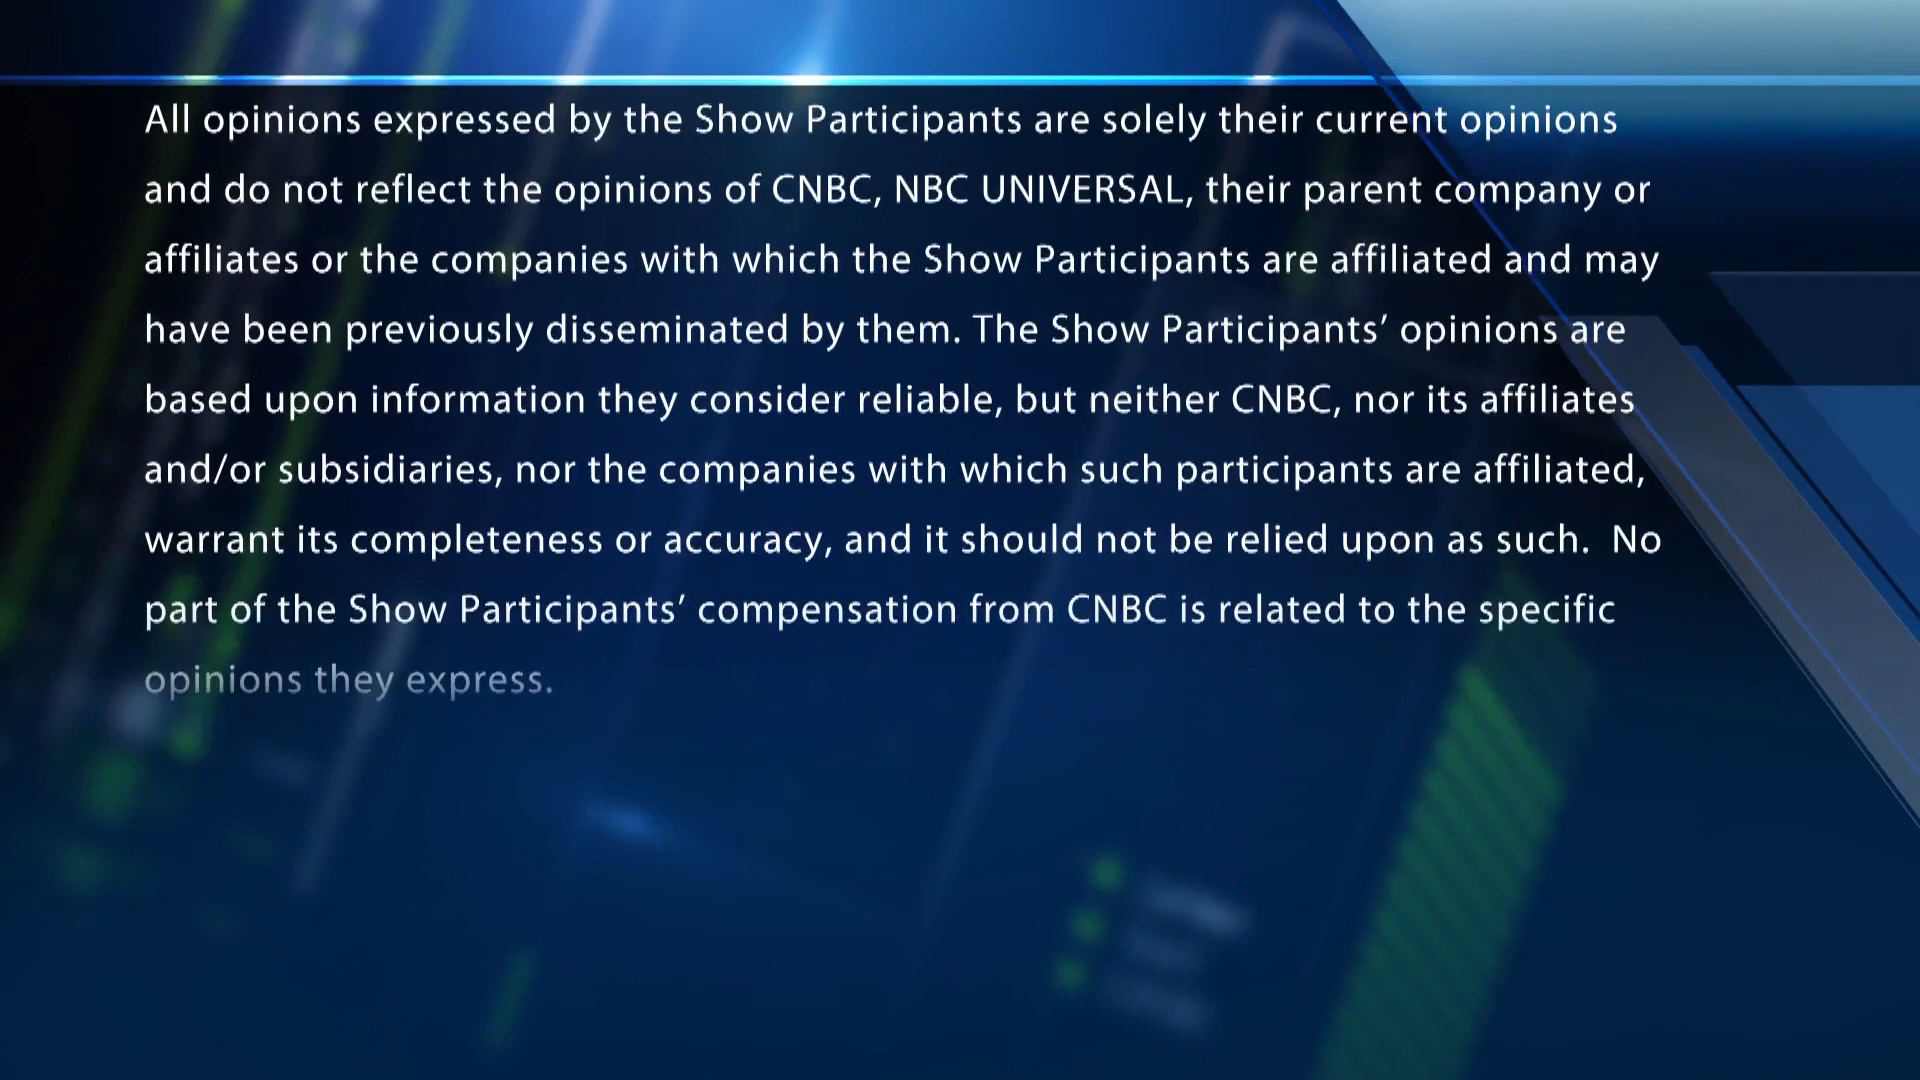 All opinions expressed by the Show Participants are solely their current opinions
and do not reflect the opinions of CNBC, NBC UNIVERSAL, their parent company or
affiliates or the companies with which the Show Participants are affiliated and may
have been previously disseminated by them. The Show Participants’ opinions are
based upon information they consider reliable, but neither CNBC, nor its affiliates
and/or subsidiaries, nor the companies with which such participants are affiliated,
warrant its completeness or accuracy, and it should not be relied upon as such.  No
part of the Show Participants’ compensation from CNBC is related to the specific
opinions they express.